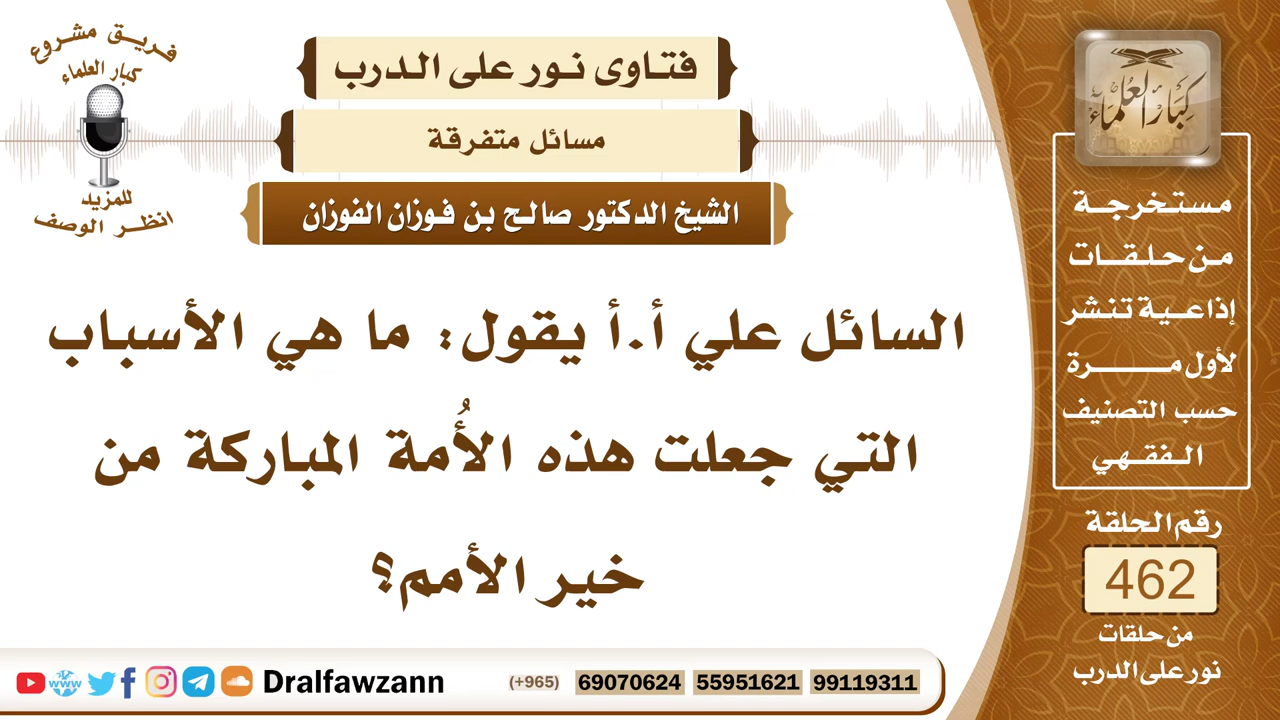 فريق مشروع
كبار العلماء
للمزيد
انظر الوصف
فتاوى نور على الدرب
مسائل متفرقة
الشيخ الدكتور صالح بن فوزان الفوزان
السائل علي أ.أ يقول: ما هي الأسباب
التي جعلت هذه الأُمة المباركة من
خير الأمم؟
كبار العلماء
مستخرجة
من حلقات
إذاعية تنشر
لأول مرة
حسب التصنيف
الفقهي
رقم الحلقة
462
من حلقات
نور على الدرب
www Dralfawzann (+965) 69070624 55951621 99119311